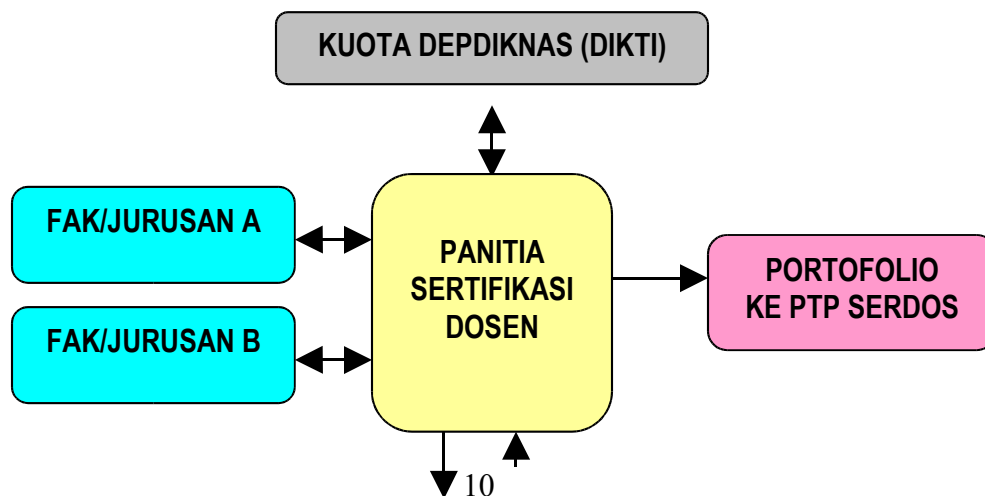 KUOTA DEPDIKNAS (DIKTI)
FAK/JURUSAN A
FAK/JURUSAN B
PANITIA
SERTIFIKASI
DOSEN
PORTOFOLIO
KE PTP SERDOS
10